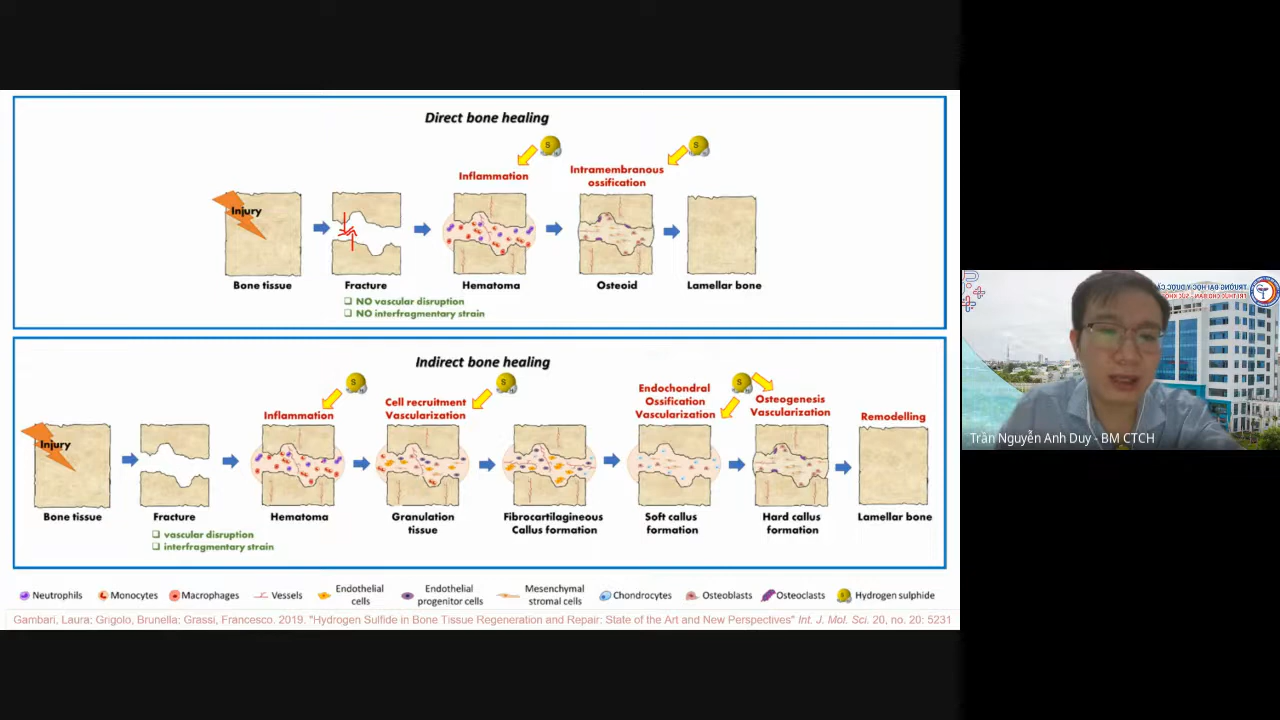 Direct bone healing
S
S
Inflammation
Intramembranous
ossification
Injury
Bone tissue
Fracture
Hematoma
Osteoid
Lamellar bone
NO vascular disruption
NO interfragmentary strain
Indirect bone healing
S
S
S
Inflammation
Cell recruitment
Vascularization
Endochondral
Ossification
Vascularization
Osteogenesis
Vascularization
Remodelling
Injury
Bone tissue
Fracture
Hematoma
Granulation
tissue
Fibrocartilagineous
Callus formation
Soft callus
formation
Hard callus
formation
Lamellar bone
vascular disruption
interfragmentary strain
Neutrophils
Monocytes
Macrophages
Vessels
Endothelial
cells
Endothelial
progenitor cells
Mesenchymal
stromal cells
Chondrocytes
Osteoblasts
Osteoclasts
Hydrogen sulphide
Gambari, Laura; Grigolo, Brunella; Grassi, Francesco. 2019. "Hydrogen Sulfide in Bone Tissue Regeneration and Repair: State of the Art and New Perspectives" Int. J. Mol. Sci. 20, no. 20: 5231
TRƯỜNG ĐẠI HỌC Y DƯỢC CẦ
Trần Nguyễn Anh Duy - BM CTCH